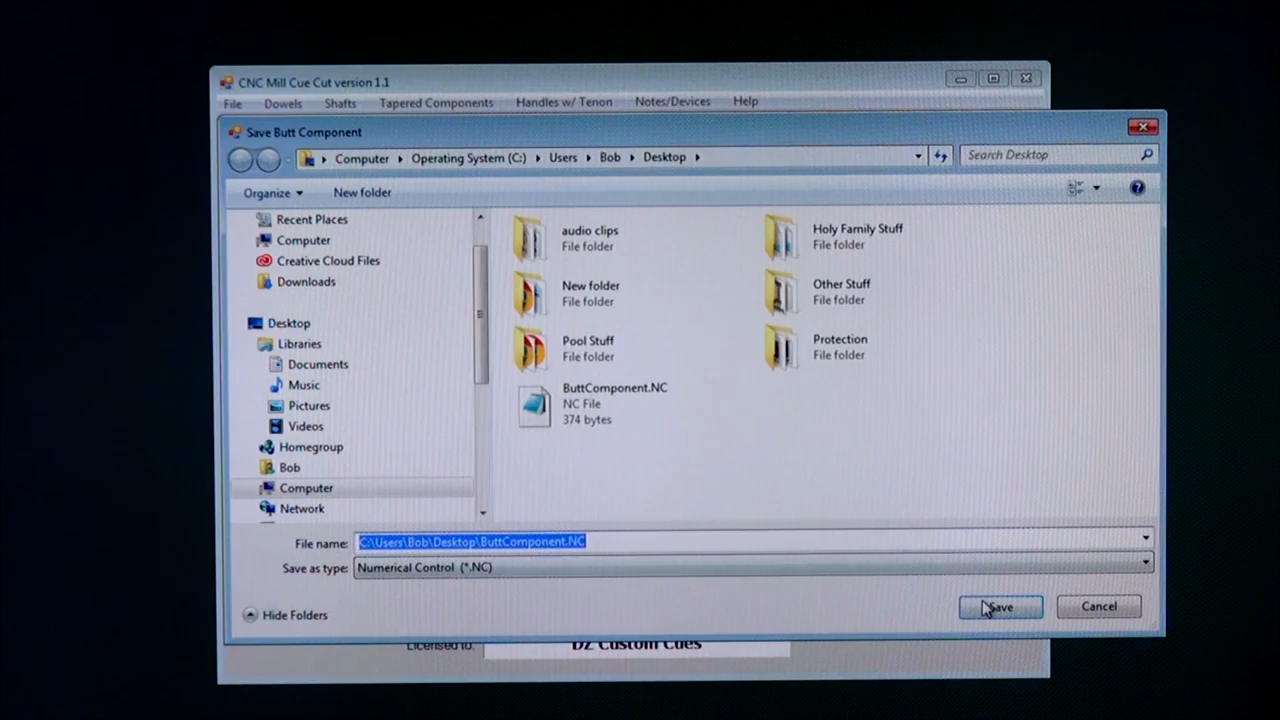 CNC Mill Cue Cut version 1.1
File Dowels Shafts Tapered Components Handles w/ Tenon Notes/Devices Help
Save Butt Component
Computer Operating System (C:) Users Bob Desktop
Search Desktop
Organize New folder
Recent Places
Computer
Creative Cloud Files
Downloads
Desktop
Libraries
Documents
Music
Pictures
Videos
Homegroup
Bob
Computer
Network
audio clips
File folder
Holy Family Stuff
File folder
New folder
File folder
Other Stuff
File folder
Pool Stuff
File folder
Protection
File folder
ButtComponent.NC
NC File
374 bytes
File name: C:\Users\Bob\Desktop\ButtComponent.NC
Save as type: Numerical Control (*.NC)
Hide Folders
Save Cancel
Licensed to: DZ Custom Cues